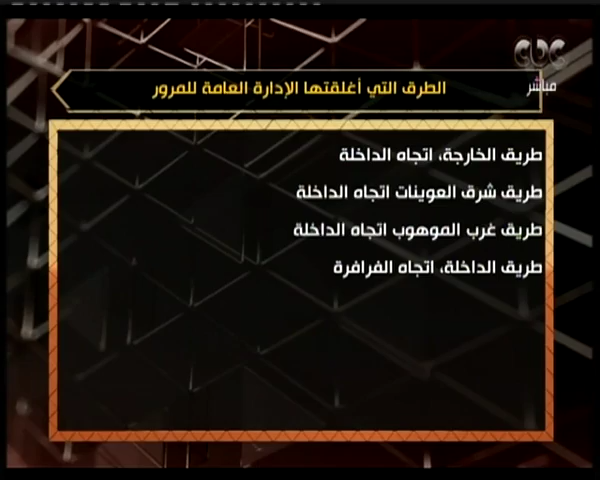 cbc
مباشر
الطرق التي أغلقتها الإدارة العامة للمرور
طريق الخارجة، اتجاه الداخلة
طريق شرق العوينات اتجاه الداخلة
طريق غرب الموهوب اتجاه الداخلة
طريق الداخلة، اتجاه الفرافرة